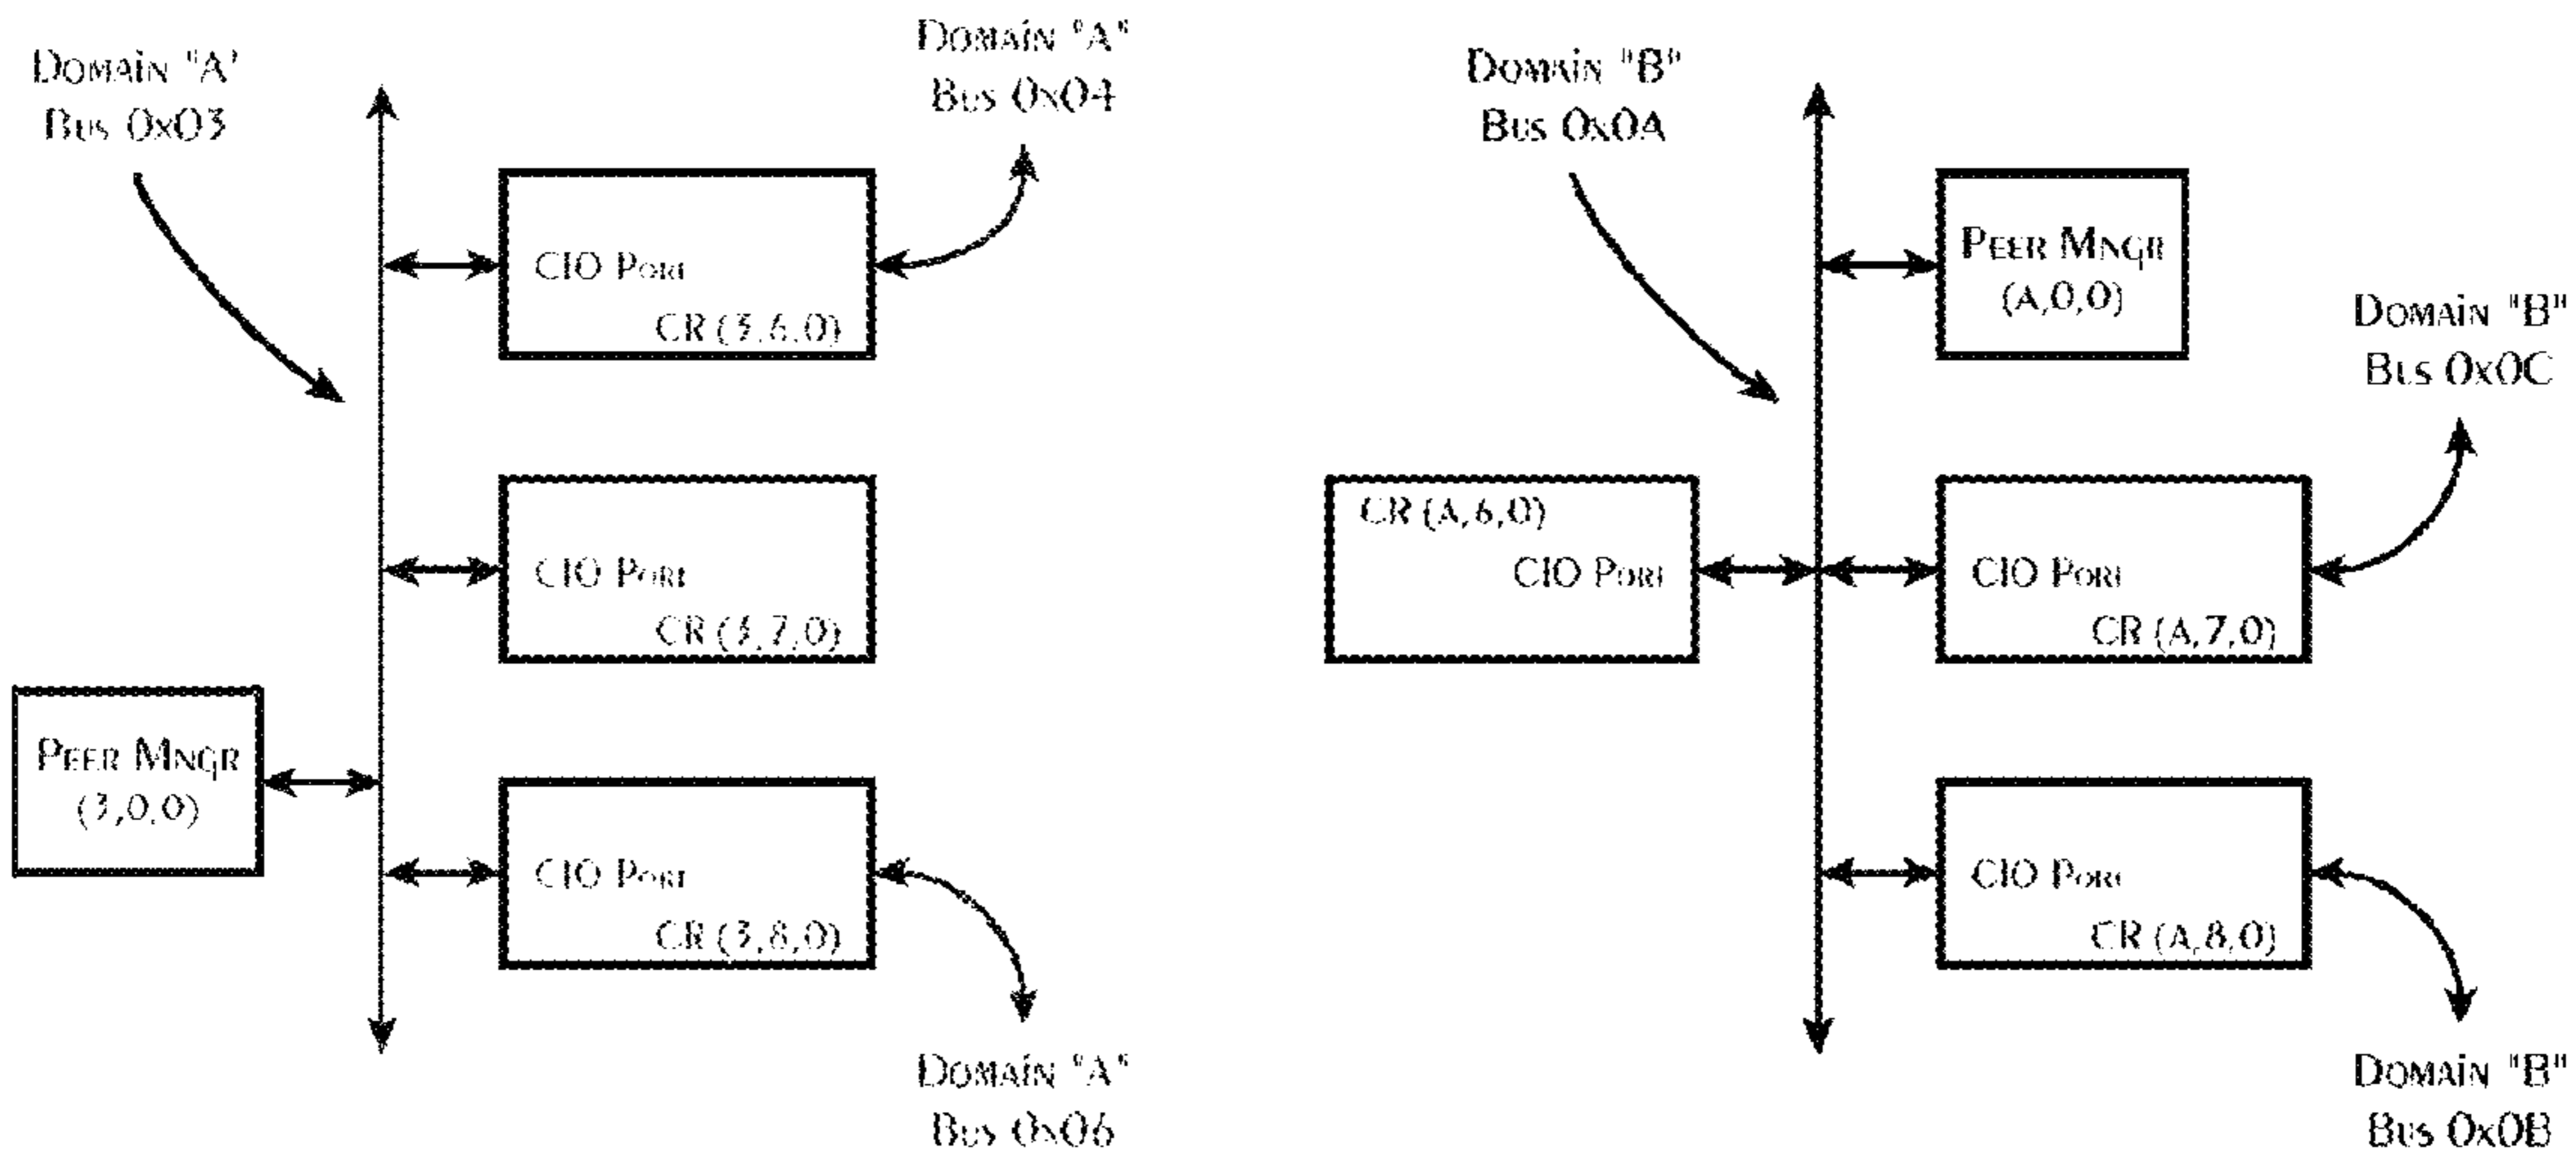 Domain "A"
Bus 0x03
Domain "A"
Bus 0x04
CIO Port
CR (3,6,0)
CIO Port
CR (3,7,0)
Peer Mngr
(3,0,0)
CIO Port
CR (3,8,0)
Domain "A"
Bus 0x06
Domain "B"
Bus 0x0A
Peer Mngr
(A,0,0)
Domain "B"
Bus 0x0C
CR (A,6,0)
CIO Port
CIO Port
CR (A,7,0)
CIO Port
CR (A,8,0)
Domain "B"
Bus 0x0B